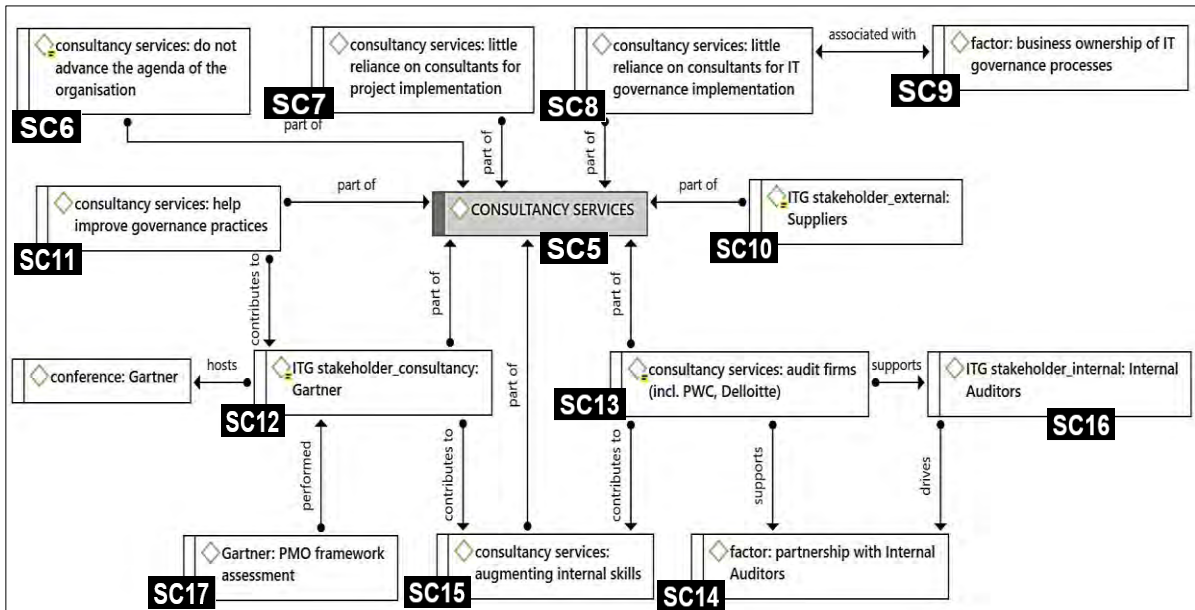 consultancy services: do not
advance the agenda of the
organisation
SC6
consultancy services: little
reliance on consultants for
project implementation
SC7
consultancy services: little
reliance on consultants for IT
governance implementation
SC8
associated with
factor: business ownership of IT
governance processes
SC9
part of
part of
part of
consultancy services: help
improve governance practices
SC11
part of
CONSULTANCY SERVICES
SC5
part of
ITG stakeholder_external:
Suppliers
SC10
contributes to
part of
part of
part of
conference: Gartner
hosts
ITG stakeholder_consultancy:
Gartner
SC12
consultancy services: audit firms
(incl. PWC, Delloitte)
SC13
supports
ITG stakeholder_internal: Internal
Auditors
SC16
performed
contributes to
contributes to
supports
drives
Gartner: PMO framework
assessment
SC17
consultancy services:
augmenting internal skills
SC15
factor: partnership with Internal
Auditors
SC14